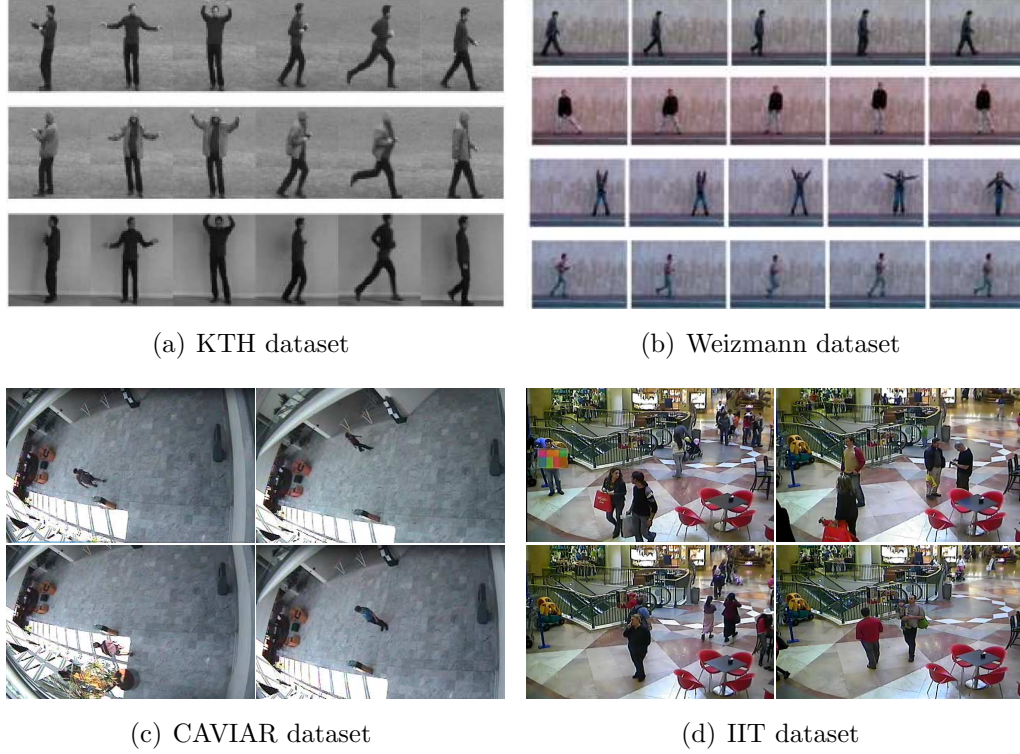 (a) KTH dataset
(b) Weizmann dataset
(c) CAVIAR dataset
(d) IIT dataset